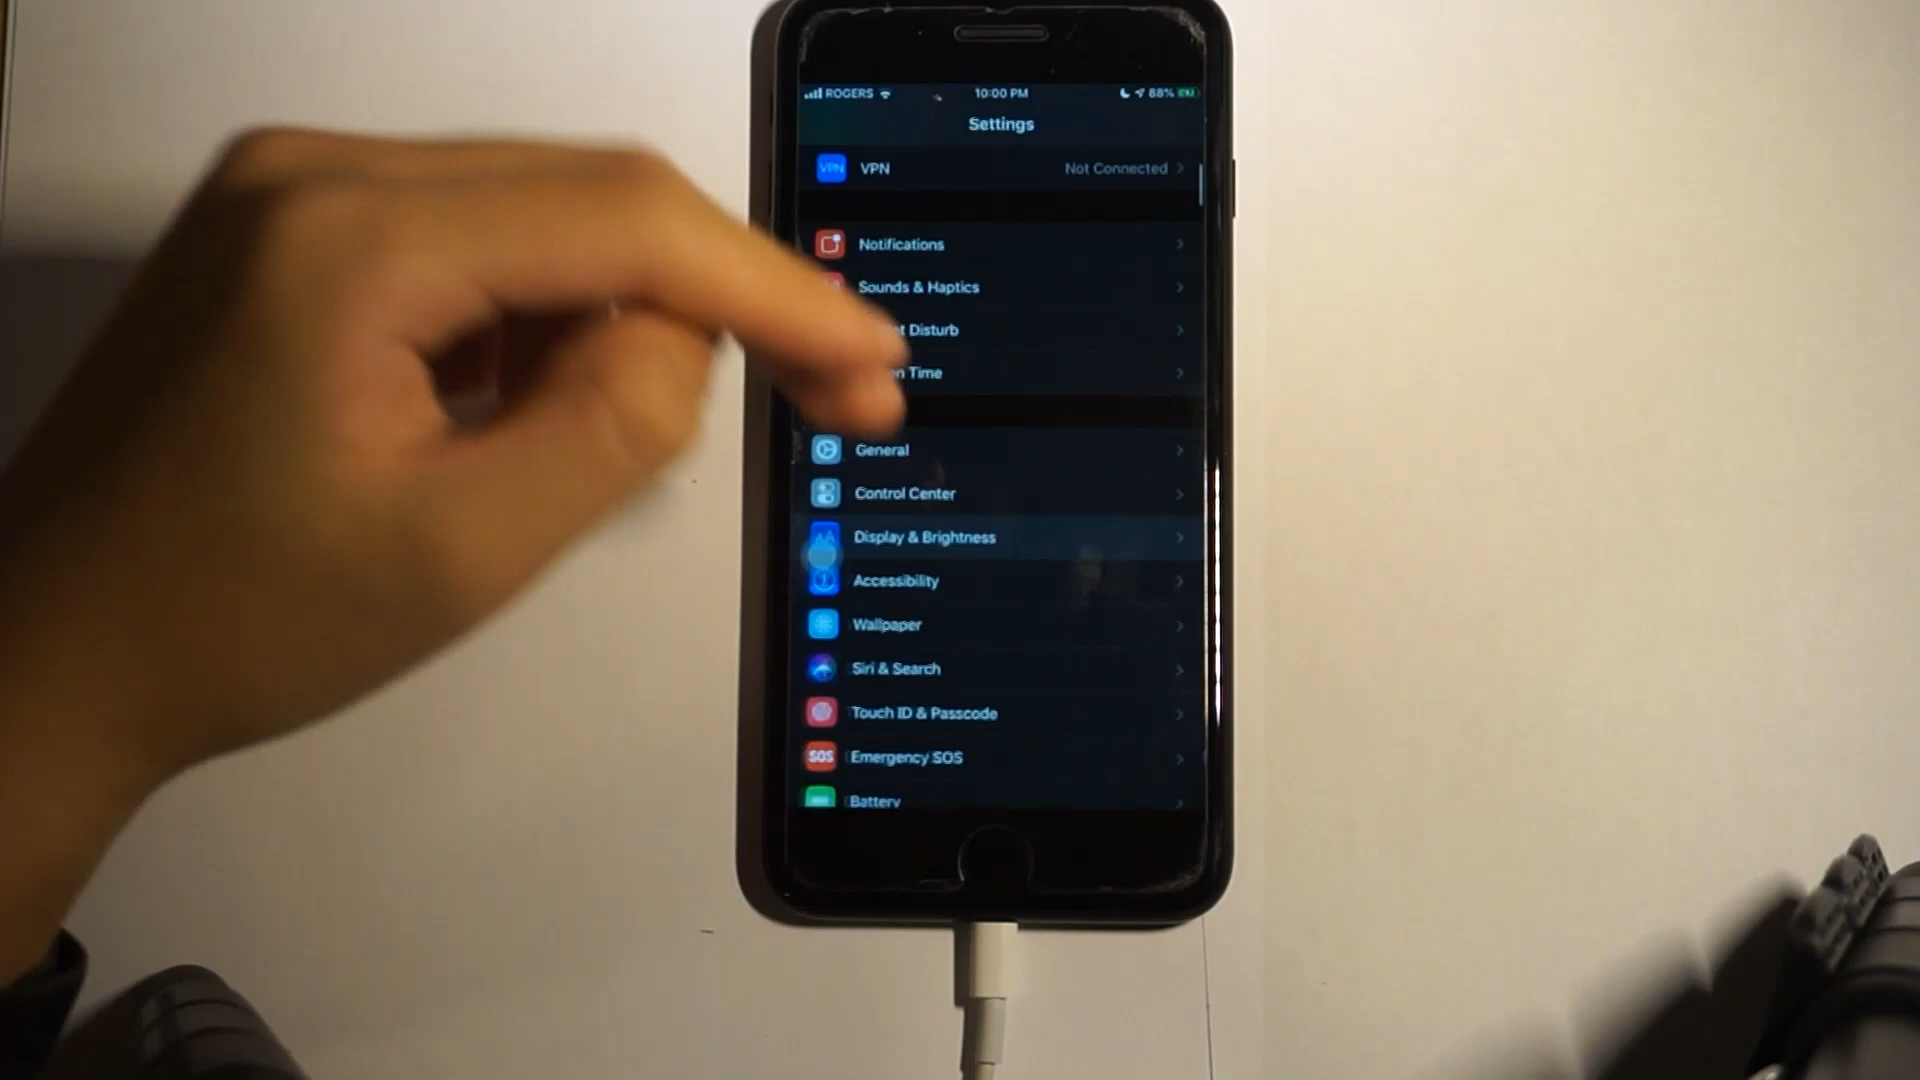 ROGERS 10:00 PM 88%
Settings
VPN VPN Not Connected
Notifications
Sounds & Haptics
Disturb
Time
General
Control Center
AA Display & Brightness
Accessibility
Wallpaper
Siri & Search
Touch ID & Passcode
SOS Emergency SOS
Battery